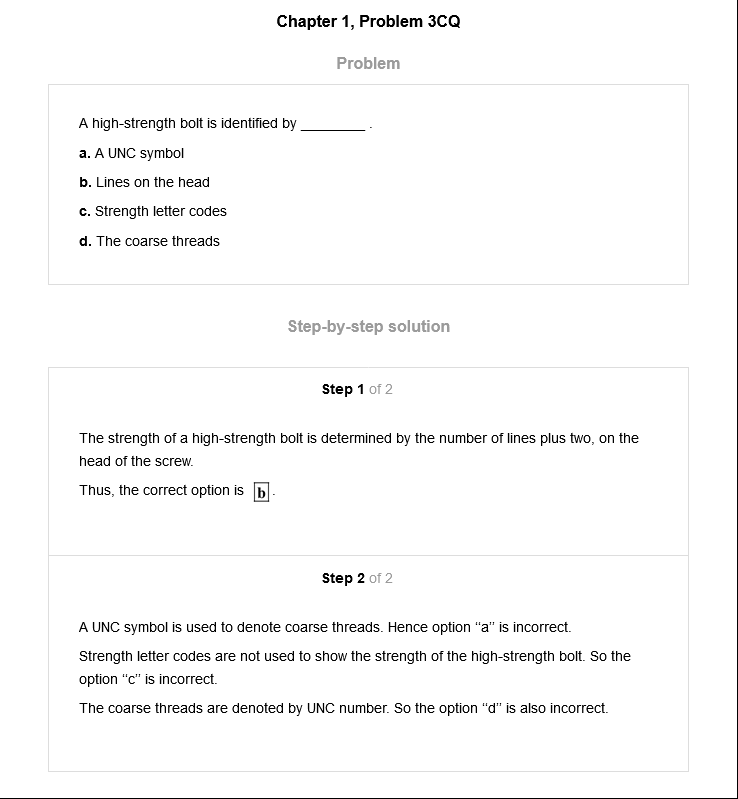 Chapter 1, Problem 3CQ
Problem
A high-strength bolt is identified by ________ .
a. A UNC symbol
b. Lines on the head
c. Strength letter codes
d. The coarse threads
Step-by-step solution
Step 1 of 2
The strength of a high-strength bolt is determined by the number of lines plus two, on the
head of the screw.
Thus, the correct option is b .
Step 2 of 2
A UNC symbol is used to denote coarse threads. Hence option “a” is incorrect.
Strength letter codes are not used to show the strength of the high-strength bolt. So the
option “c” is incorrect.
The coarse threads are denoted by UNC number. So the option “d” is also incorrect.